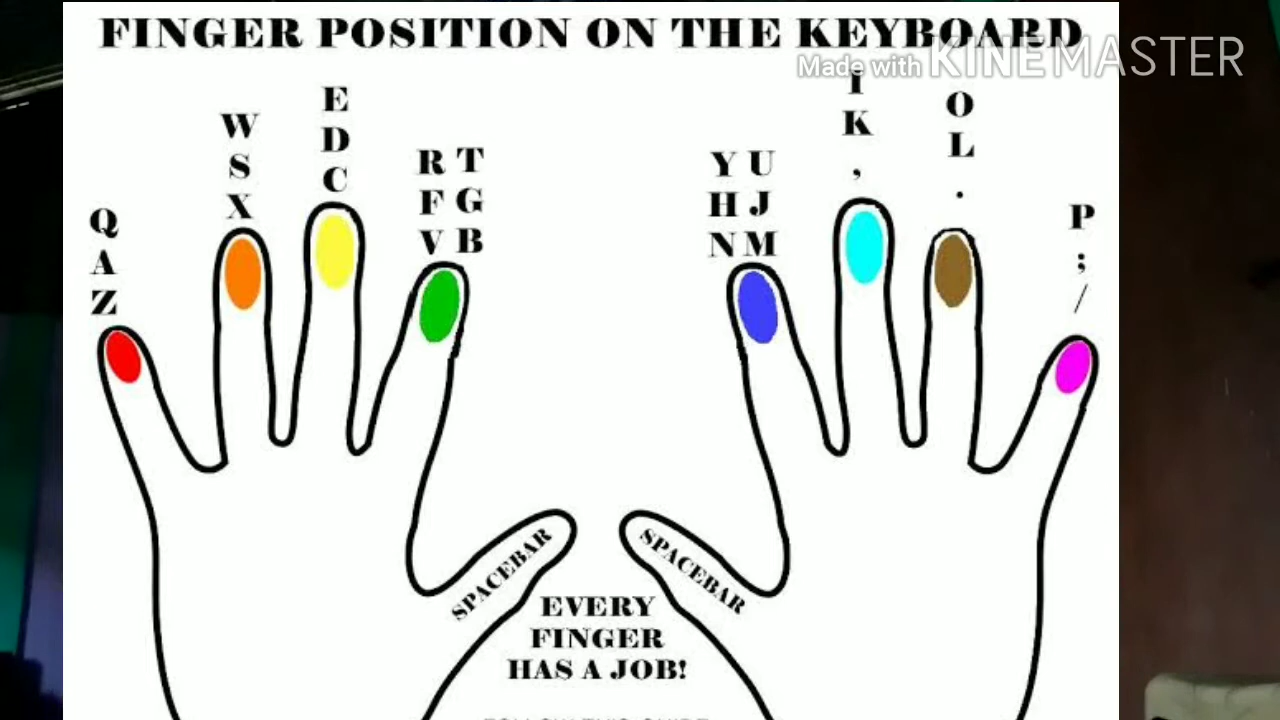 FINGER POSITION ON THE KEYBOARD
Made with KINEMASTER
Q
A
Z
W
S
X
E
D
C
R T
F G
V B
Y U
H J
N M
I
K
,
O
L
.
P
;
/
SPACEBAR
SPACEBAR
EVERY
FINGER
HAS A JOB!